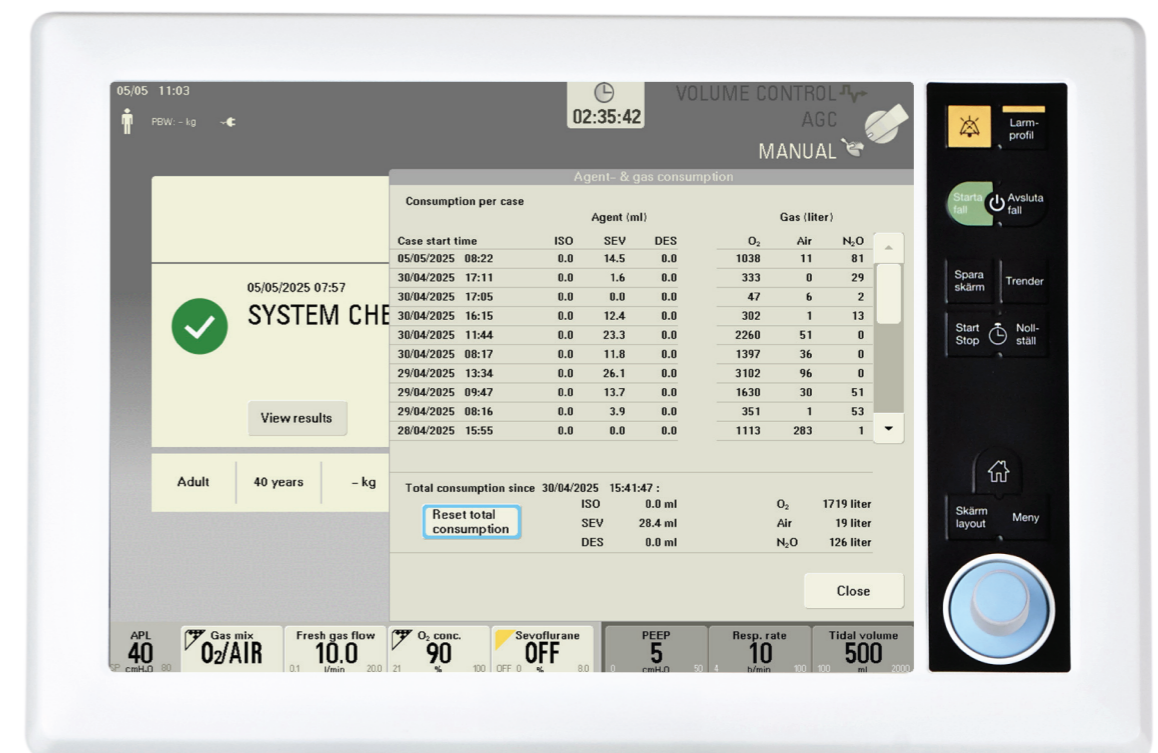 05/05 11:03
PBW: - kg
02:35:42
VOLUME CONTROL
AGC
MANUAL
Larm-
profil
Starta
fall
Avsluta
fall
Spara
skärm
Trender
Start
Stop
Noll-
ställ
Skärm
layout
Meny
05/05/2025 07:57
SYSTEM CHE
View results
Adult 40 years - kg
Agent- & gas consumption
Consumption per case
Agent (ml) Gas (liter)
Case start time ISO SEV DES O₂ Air N₂O
05/05/2025 08:22 0.0 14.5 0.0 1038 11 81
30/04/2025 17:11 0.0 1.6 0.0 333 0 29
30/04/2025 17:05 0.0 0.0 0.0 47 6 2
30/04/2025 16:15 0.0 12.4 0.0 302 1 13
30/04/2025 11:44 0.0 23.3 0.0 2260 51 0
30/04/2025 08:17 0.0 11.8 0.0 1397 36 0
29/04/2025 13:34 0.0 26.1 0.0 3102 96 0
29/04/2025 09:47 0.0 13.7 0.0 1630 30 51
29/04/2025 08:16 0.0 3.9 0.0 351 1 53
28/04/2025 15:55 0.0 0.0 0.0 1113 283 1
Total consumption since 30/04/2025 15:41:47 :
Reset total
consumption
ISO 0.0 ml O₂ 1719 liter
SEV 28.4 ml Air 19 liter
DES 0.0 ml N₂O 126 liter
Close
APL
40
SP cmH₂O 80
Gas mix
O₂/AIR
Fresh gas flow
10.0
0.1 l/min 20.0
O₂ conc.
90
21 % 100
Sevoflurane
OFF
OFF 0 % 8.0
PEEP
5
0 cmH₂O 50
Resp. rate
10
4 b/min 100
Tidal volume
500
100 ml 2000